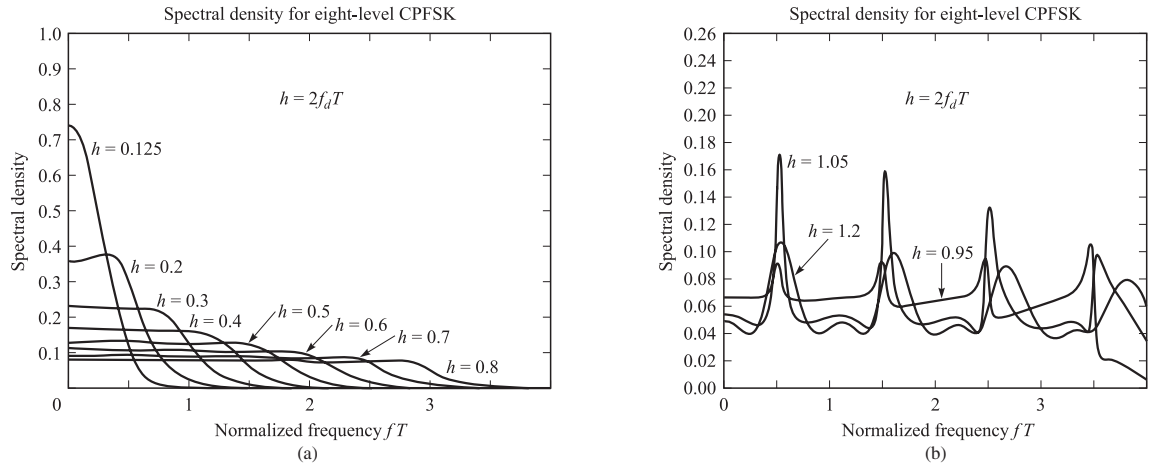 Spectral density for eight-level CPFSK
1.0
0.9
0.8
0.7
0.6
0.5
0.4
0.3
0.2
0.1
Spectral density
h = 2f_dT
h = 0.125
h = 0.2
h = 0.3
h = 0.4
h = 0.5
h = 0.6
h = 0.7
h = 0.8
0 1 2 3
Normalized frequency f T
(a)
Spectral density for eight-level CPFSK
0.26
0.24
0.22
0.20
0.18
0.16
0.14
0.12
0.10
0.08
0.06
0.04
0.02
0.00
Spectral density
h = 2f_dT
h = 1.05
h = 1.2
h = 0.95
0 1 2 3
Normalized frequency f T
(b)